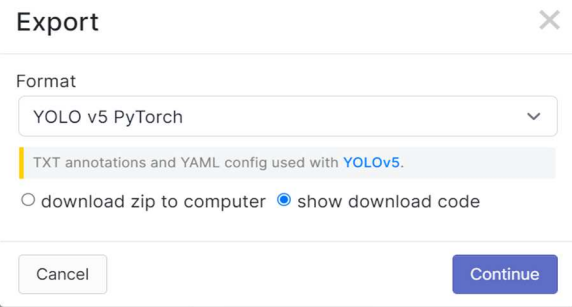 Export
Format
YOLO v5 PyTorch
TXT annotations and YAML config used with YOLOv5.
download zip to computer show download code
Cancel Continue